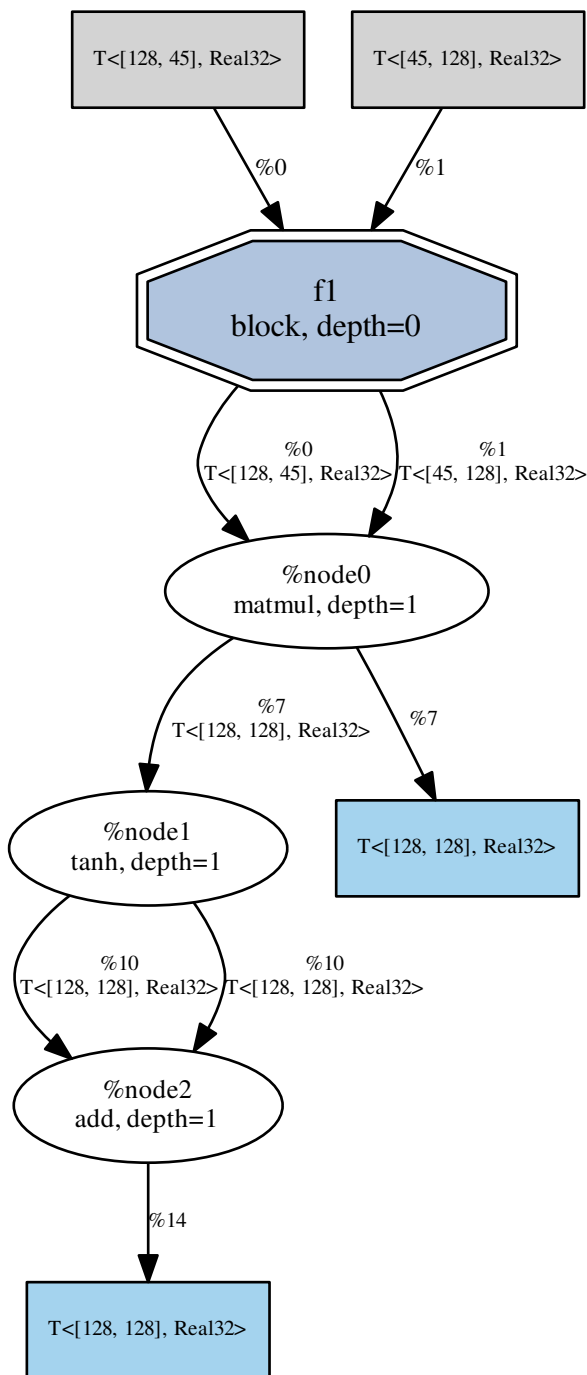 T<[128, 45], Real32>
T<[45, 128], Real32>
%0
%1
f1
block, depth=0
%0
T<[128, 45], Real32>
%1
T<[45, 128], Real32>
%node0
matmul, depth=1
%7
T<[128, 128], Real32>
%7
%node1
tanh, depth=1
T<[128, 128], Real32>
%10
T<[128, 128], Real32>
%10
T<[128, 128], Real32>
%node2
add, depth=1
%14
T<[128, 128], Real32>